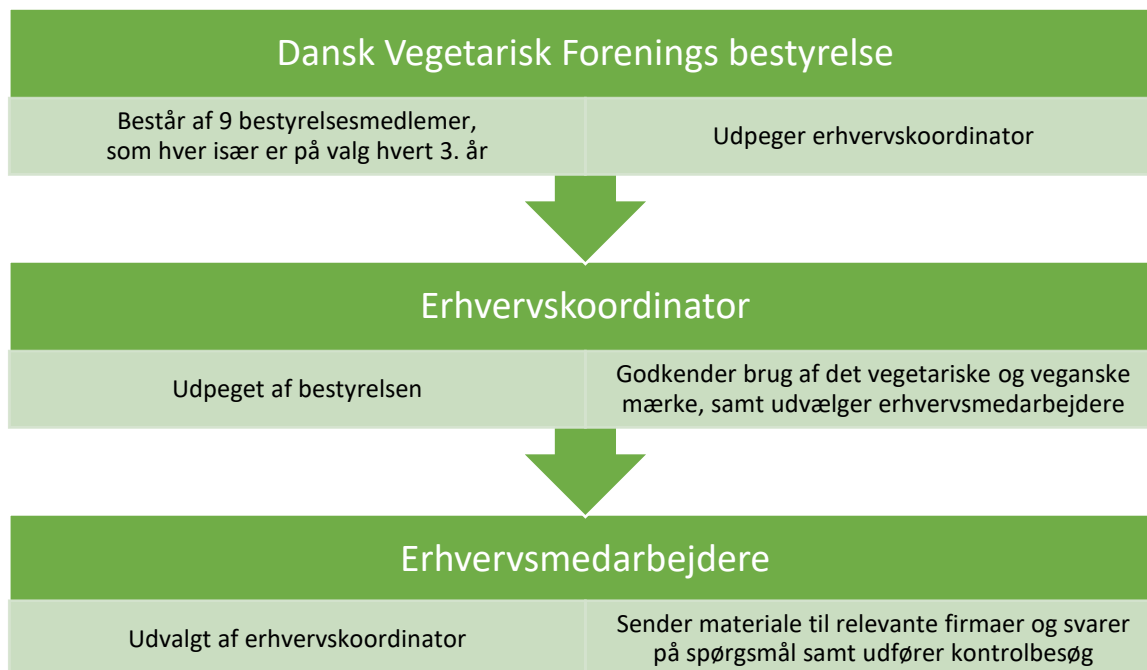 Dansk Vegetarisk Forenings bestyrelse
Består af 9 bestyrelsesmedlemer,
som hver især er på valg hvert 3. år
Udpeger erhvervskoordinator
Erhvervskoordinator
Udpeget af bestyrelsen
Godkender brug af det vegetariske og veganske
mærke, samt udvælger erhvervsmedarbejdere
Erhvervsmedarbejdere
Udvalgt af erhvervskoordinator
Sender materiale til relevante firmaer og svarer
på spørgsmål samt udfører kontrolbesøg